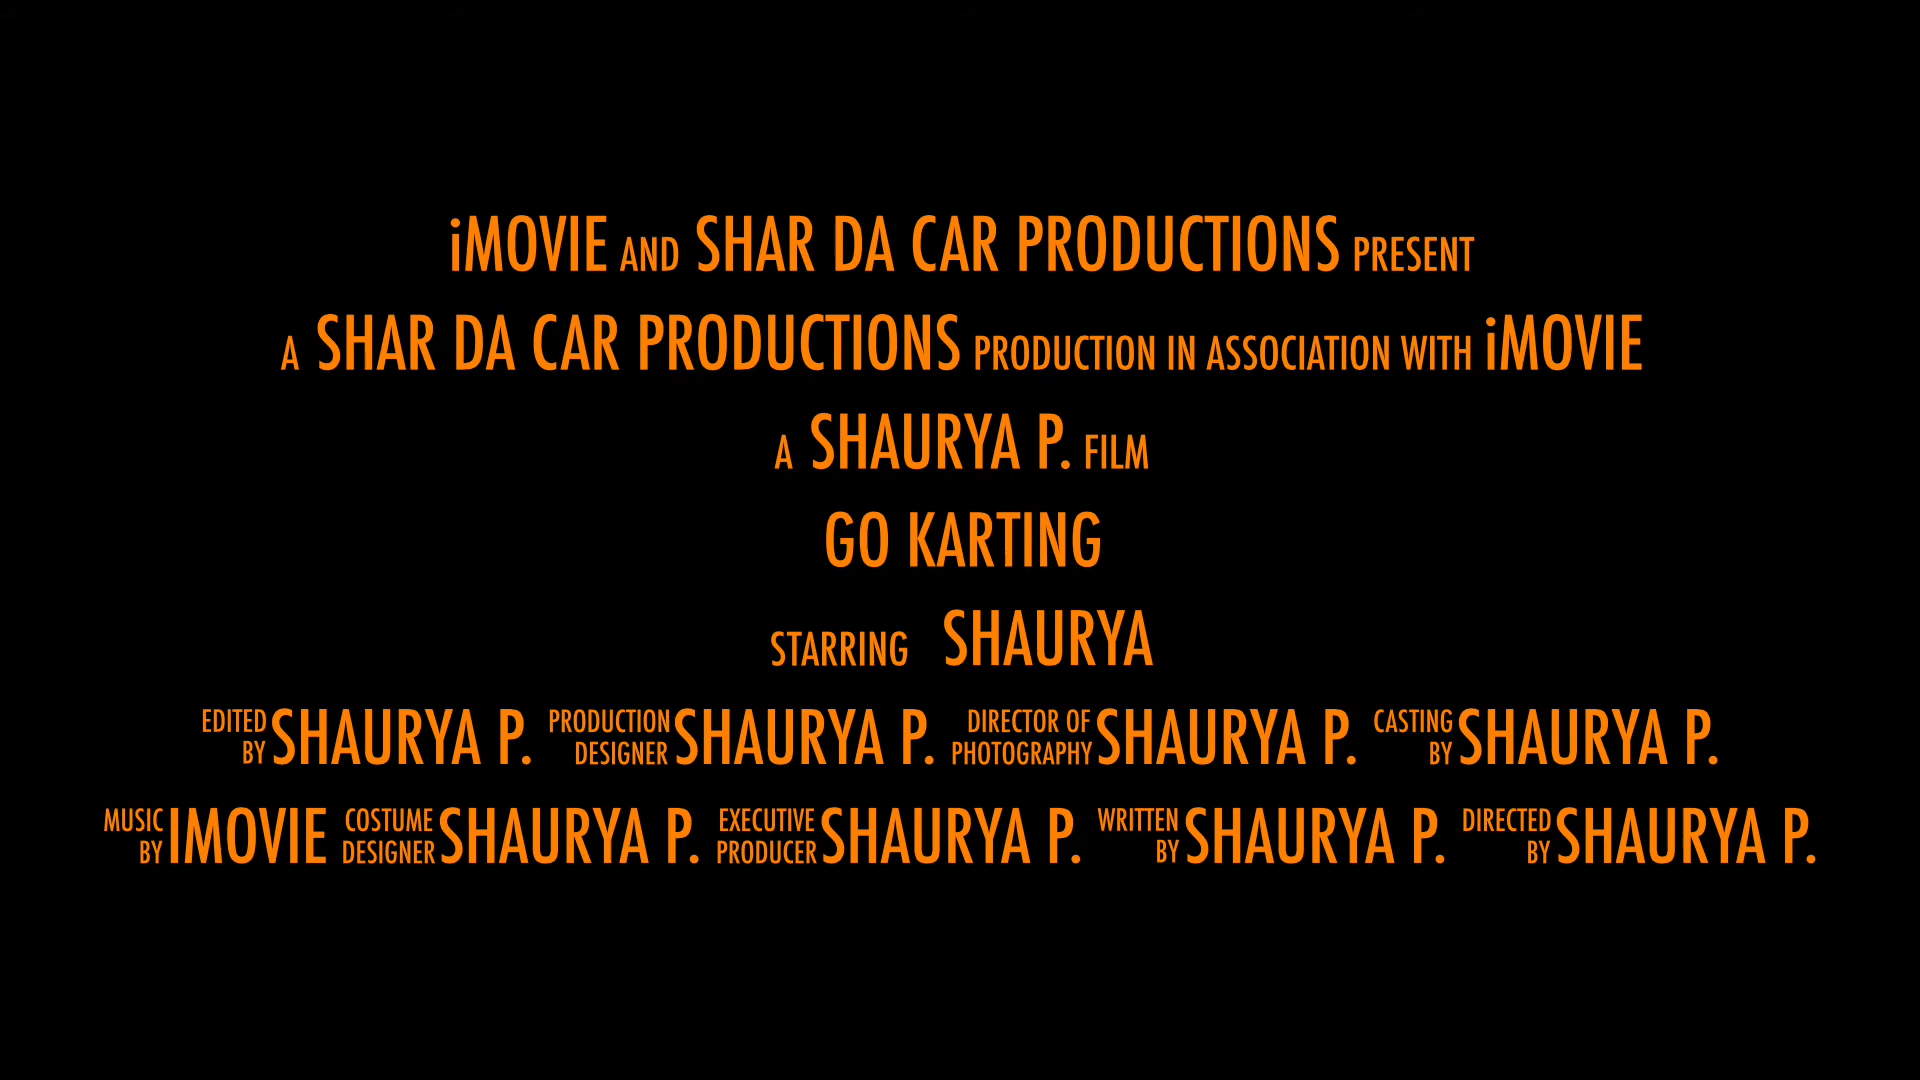 iMOVIE AND SHAR DA CAR PRODUCTIONS PRESENT
A SHAR DA CAR PRODUCTIONS PRODUCTION IN ASSOCIATION WITH iMOVIE
A SHAURYA P. FILM
GO KARTING
STARRING SHAURYA
EDITED BY SHAURYA P. PRODUCTION DESIGNER SHAURYA P. DIRECTOR OF PHOTOGRAPHY SHAURYA P. CASTING BY SHAURYA P.
MUSIC BY IMOVIE COSTUME DESIGNER SHAURYA P. EXECUTIVE PRODUCER SHAURYA P. WRITTEN BY SHAURYA P. DIRECTED BY SHAURYA P.